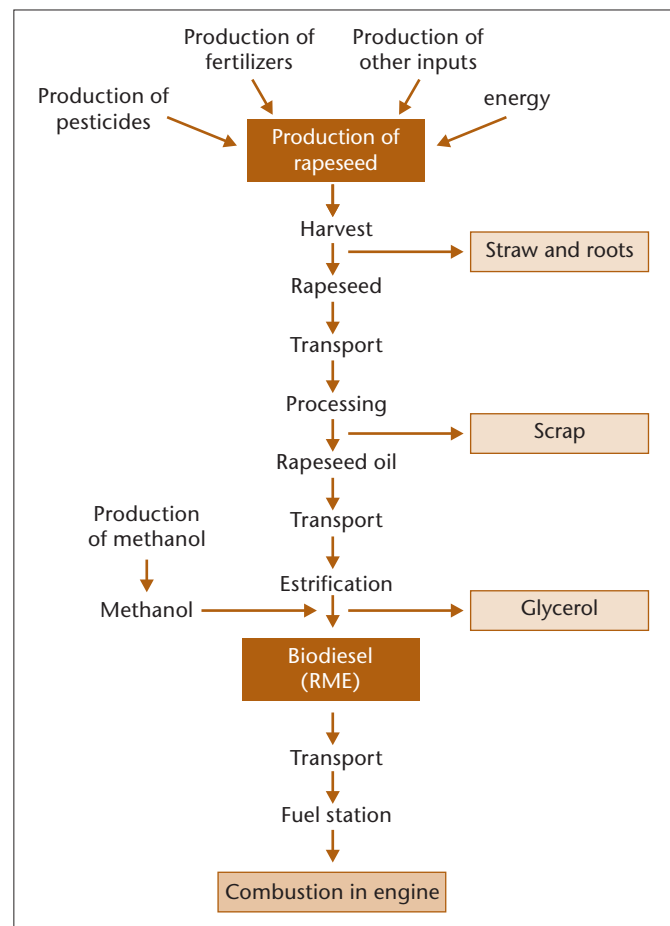 Production of
fertilizers
Production of
other inputs
Production of
pesticides
energy
Production of
rapeseed
Harvest
Straw and roots
Rapeseed
Transport
Processing
Scrap
Rapeseed oil
Production
of methanol
Transport
Estrification
Methanol
Glycerol
Biodiesel
(RME)
Transport
Fuel station
Combustion in engine